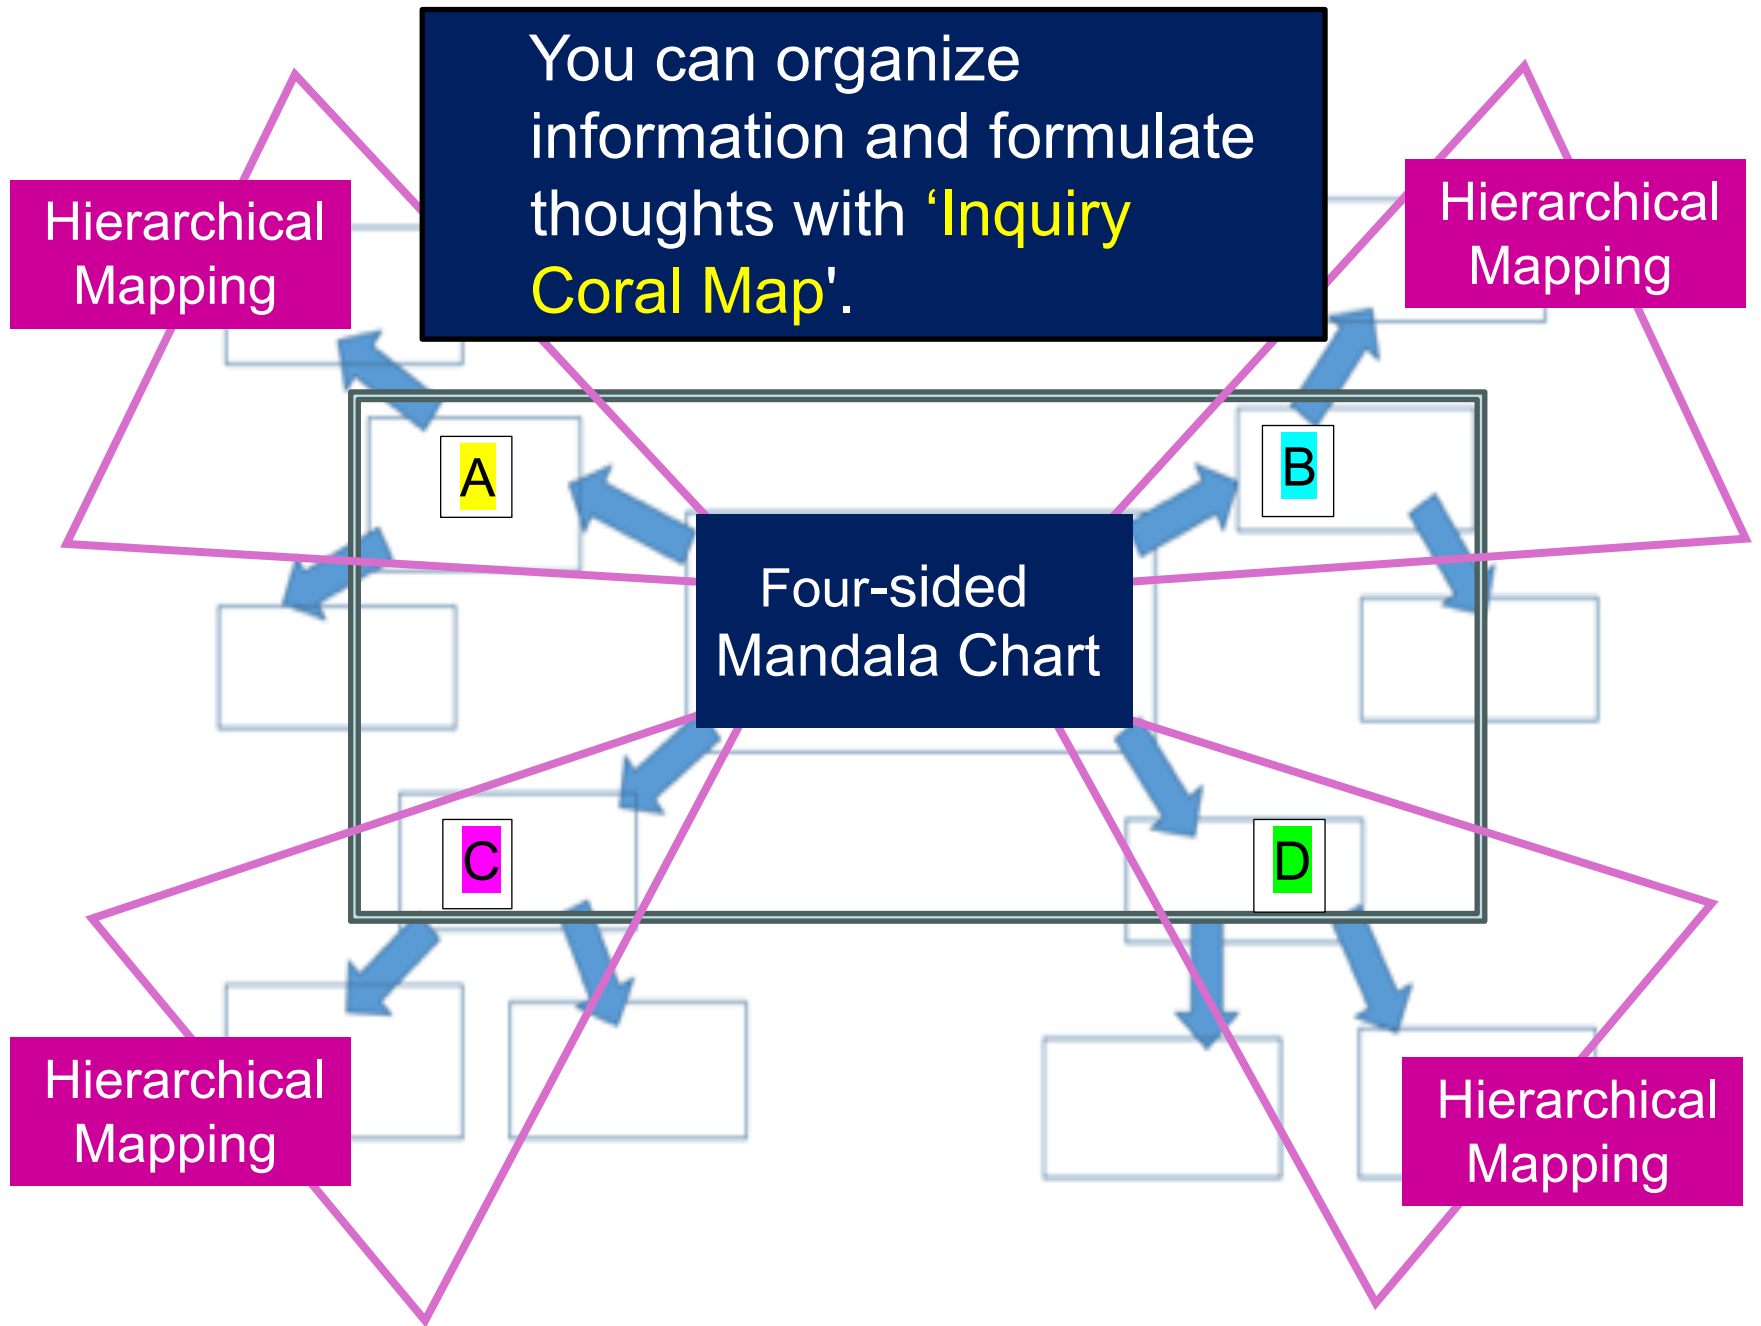 You can organize
information and formulate
thoughts with ‘Inquiry
Coral Map'.
Hierarchical
Mapping
Hierarchical
Mapping
A
B
Four-sided
Mandala Chart
C
D
Hierarchical
Mapping
Hierarchical
Mapping